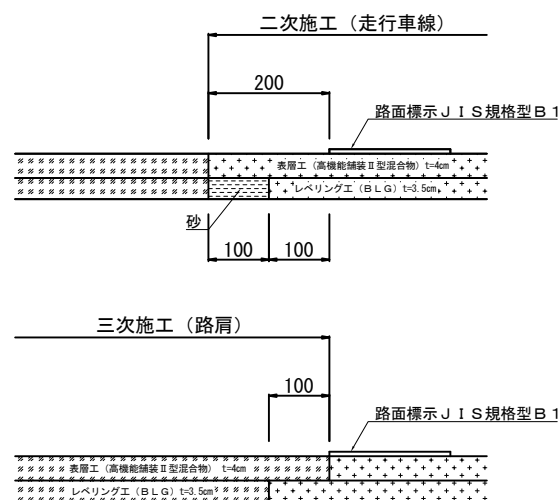 二次施工（走行車線）
200
路面標示ＪＩＳ規格型Ｂ１
表層工（高機能舗装Ⅱ型混合物） t=4cm
レベリング工（ＢＬＧ）t=3.5cm
砂
100 100
三次施工（路肩）
100
路面標示ＪＩＳ規格型Ｂ１
表層工（高機能舗装Ⅱ型混合物） t=4cm
レベリング工（ＢＬＧ）t=3.5cm